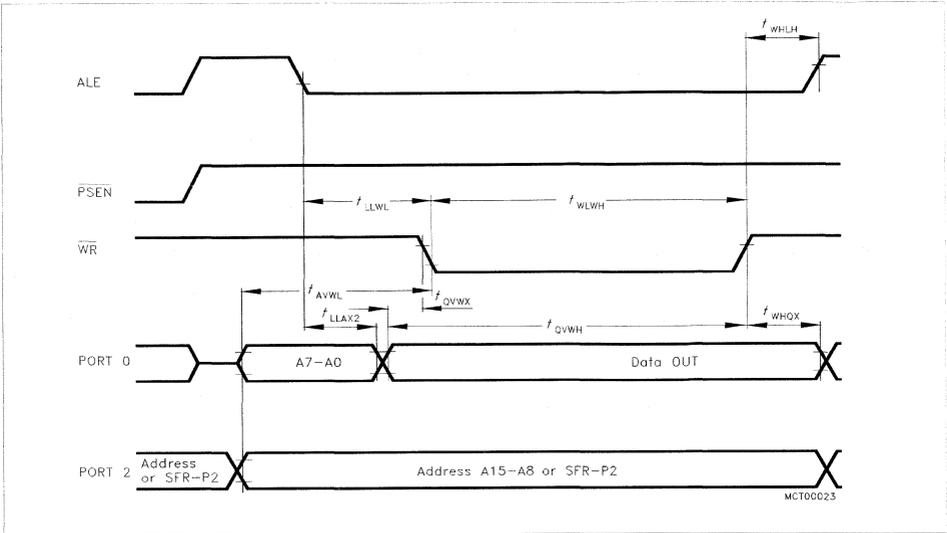 t WHLH
ALE
PSEN
t LLWL
t WLWH
WR
t AVWL
t QVWX
t LLAX2
t QVWH
t WHQX
PORT 0
A7-A0
Data OUT
PORT 2
Address
or SFR-P2
Address A15-A8 or SFR-P2
MCT00023